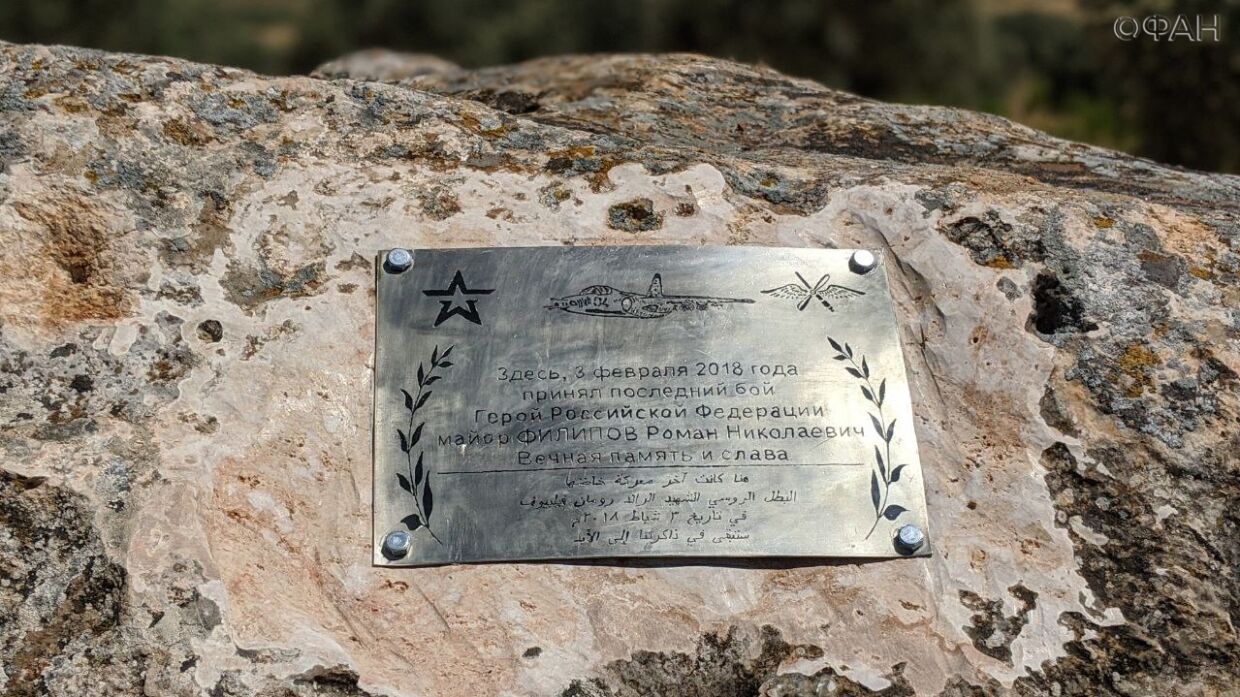 ©ФАН
Здесь, 3 февраля 2018 года
принял последний бой
Герой Российской Федерации
майор ФИЛИПОВ Роман Николаевич
Вечная память и слава
هنا كانت آخر معركة خاضها
البطل الروسي الشهيد الرائد رومان فيليبوف
في تاريخ ٣ شباط ٢٠١٨م
ستبقى في ذاكرتنا إلى الأبد